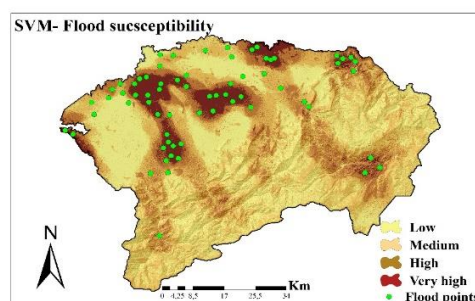 SVM- Flood sucsceptibility
Low
Medium
High
Very high
Flood points
N
Km
0 4,25 8,5 17 25,5 34